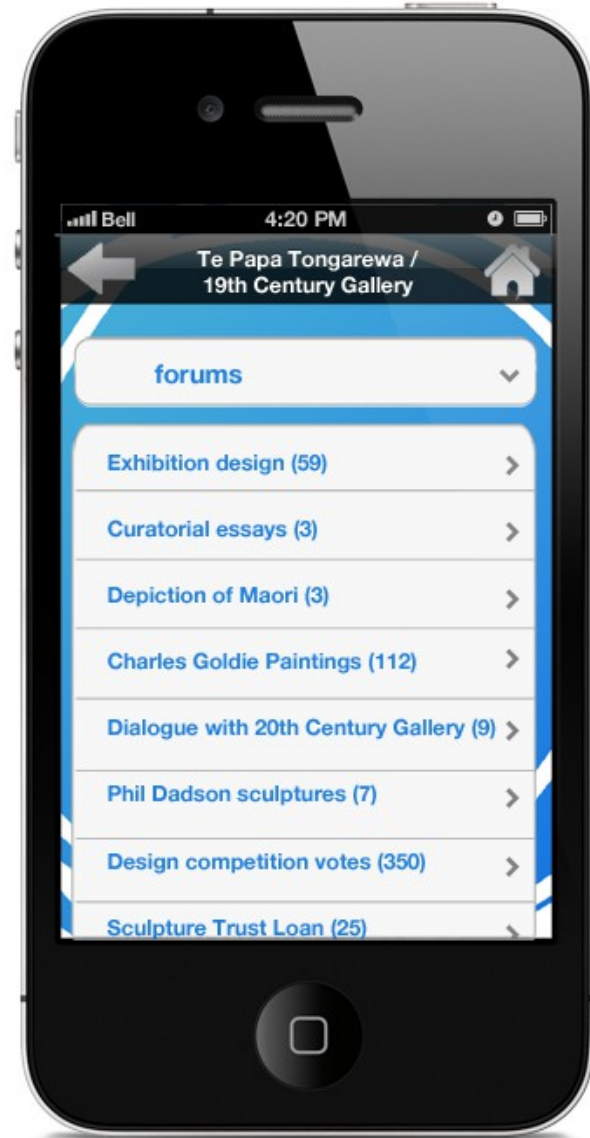 Bell 4:20 PM
Te Papa Tongarewa /
19th Century Gallery
forums
Exhibition design (59)
Curatorial essays (3)
Depiction of Maori (3)
Charles Goldie Paintings (112)
Dialogue with 20th Century Gallery (9)
Phil Dadson sculptures (7)
Design competition votes (350)
Sculpture Trust Loan (25)